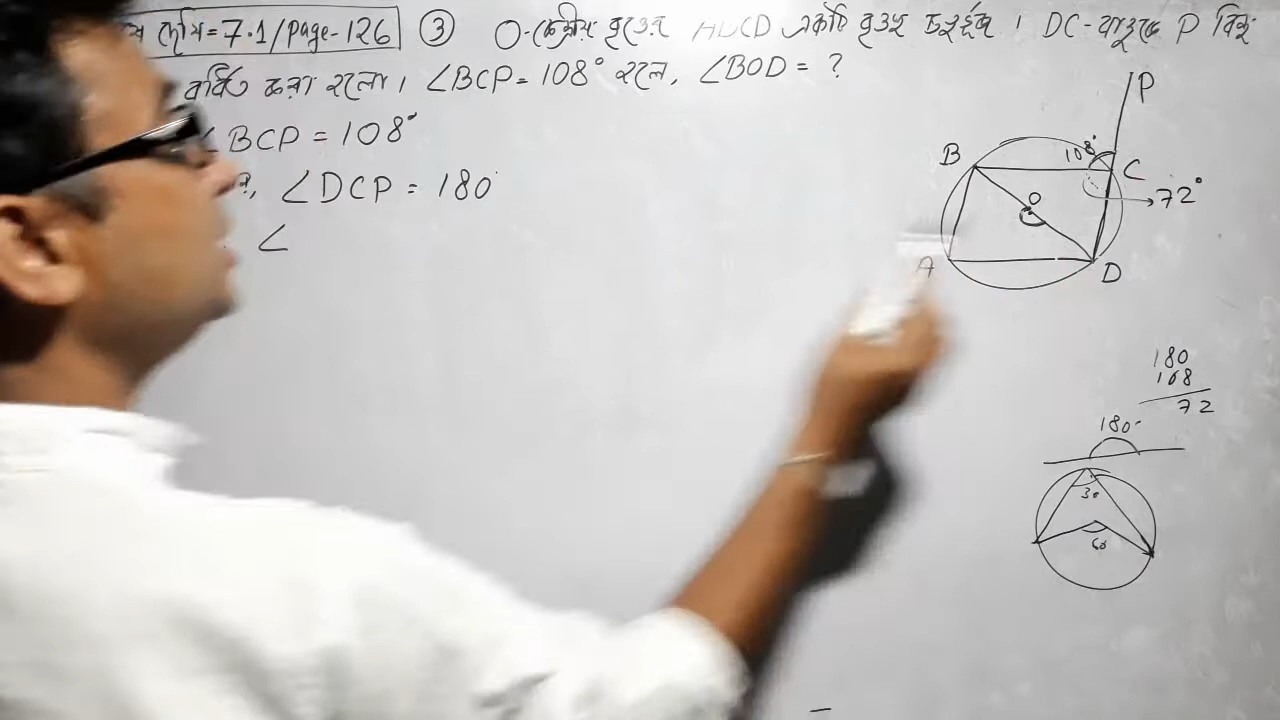 কষে দেখি=7.1/Page-126 ③ O-কেন্দ্রীয় বৃত্তের ABCD একটি বৃত্তস্থ চতুর্ভুজ । DC-বাহুকে P বিন্দু
বর্ধিত করা হলো। ∠BCP=108° হলে, ∠BOD= ?
∠BCP = 108°
∠DCP = 180
∠
P
B
108°
C
72°
O
A
D
180
108
72
180°
30
60